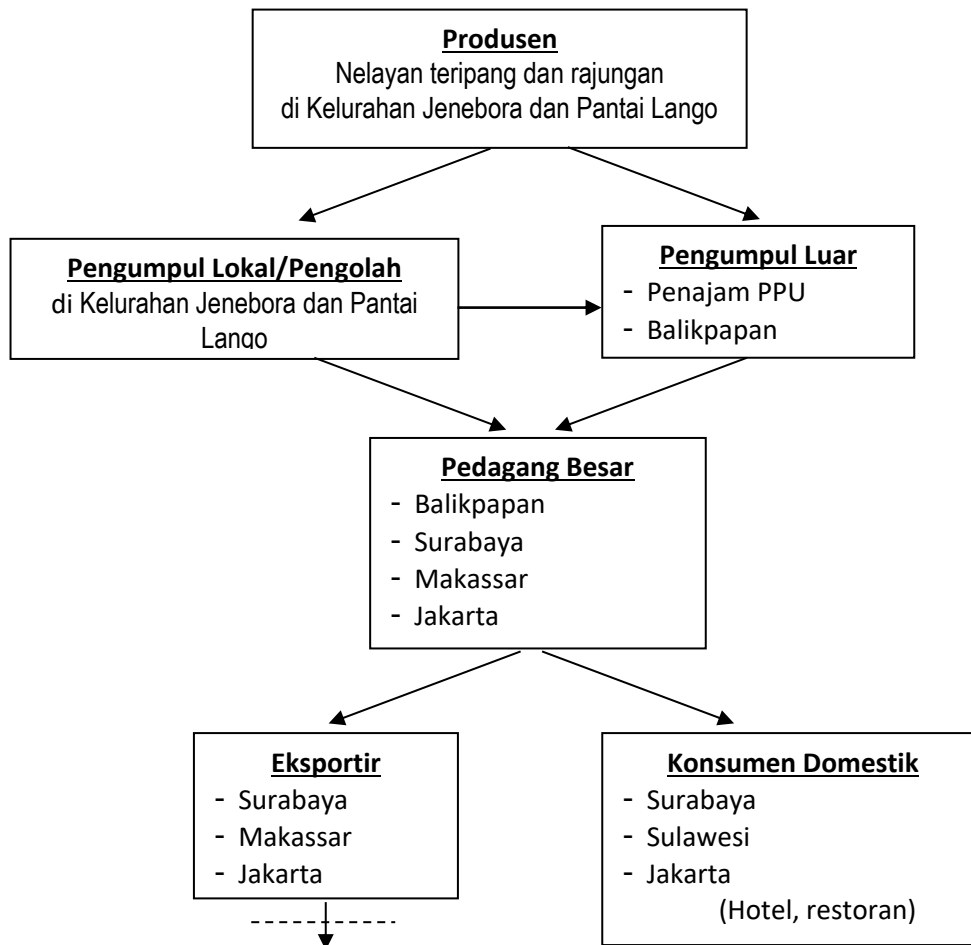 Produsen
Nelayan teripang dan rajungan
di Kelurahan Jenebora dan Pantai Lango
Pengumpul Lokal/Pengolah
di Kelurahan Jenebora dan Pantai
Lango
Pengumpul Luar
- Penajam PPU
- Balikpapan
Pedagang Besar
- Balikpapan
- Surabaya
- Makassar
- Jakarta
Eksportir
- Surabaya
- Makassar
- Jakarta
Konsumen Domestik
- Surabaya
- Sulawesi
- Jakarta
(Hotel, restoran)